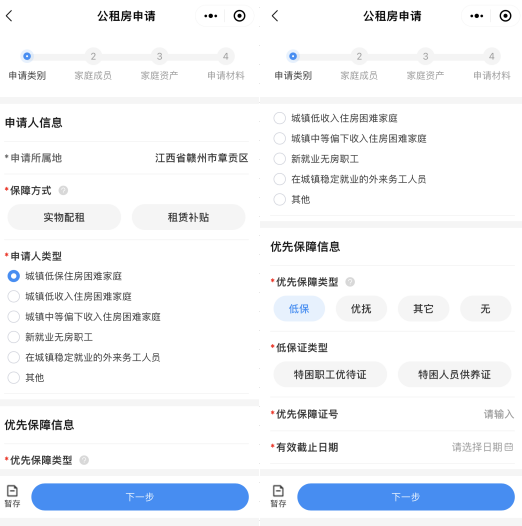 公租房申请
2 3 4
申请类别 家庭成员 家庭资产 申请材料
申请人信息
*申请所属地 江西省赣州市章贡区
*保障方式 ?
实物配租 租赁补贴
*申请人类型
城镇低保住房困难家庭
城镇低收入住房困难家庭
城镇中等偏下收入住房困难家庭
新就业无房职工
在城镇稳定就业的外来务工人员
其他
优先保障信息
*优先保障类型 ?
暂存 下一步
公租房申请
2 3 4
申请类别 家庭成员 家庭资产 申请材料
城镇低收入住房困难家庭
城镇中等偏下收入住房困难家庭
新就业无房职工
在城镇稳定就业的外来务工人员
其他
优先保障信息
*优先保障类型 ?
低保 优抚 其它 无
*低保证类型
特困职工优待证 特困人员供养证
*优先保障证号 请输入
*有效截止日期 请选择日期
暂存 下一步